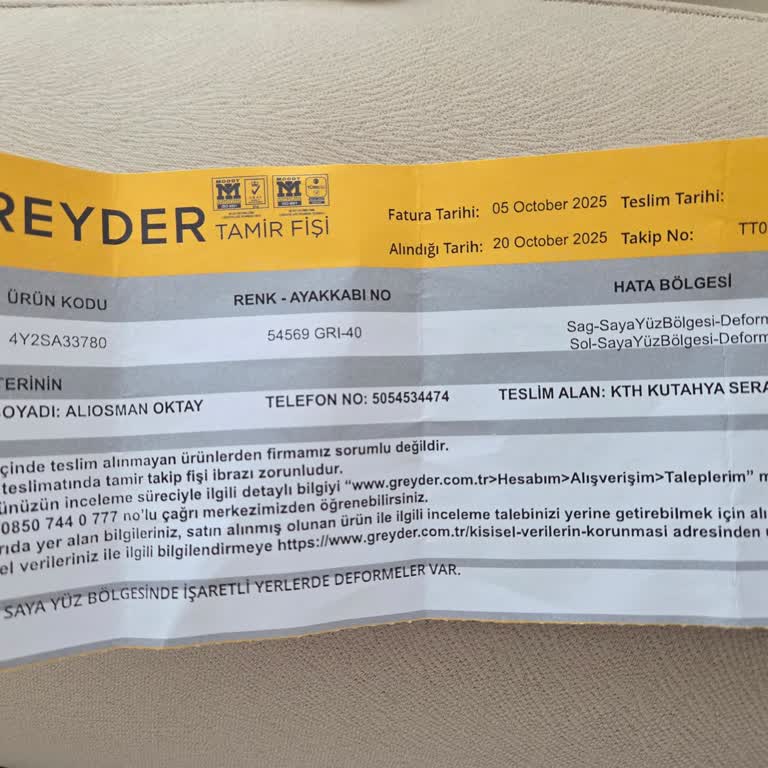 REYDER
TAMİR FİŞİ
MOODY
MOODY
Fatura Tarihi: 05 October 2025 Teslim Tarihi:
Alındığı Tarih: 20 October 2025 Takip No: TT0
ÜRÜN KODU RENK - AYAKKABI NO HATA BÖLGESİ
4Y2SA33780 54569 GRI-40 Sag-SayaYüzBölgesi-Deform
Sol-SayaYüzBölgesi-Deform
TERİNİN
OYADI: ALIOSMAN OKTAY TELEFON NO: 5054534474 TESLİM ALAN: KTH KUTAHYA SERA
çinde teslim alınmayan ürünlerden firmamız sorumlu değildir.
teslimatında tamir takip fişi ibrazı zorunludur.
ünüzün inceleme süreciyle ilgili detaylı bilgiyi “www.greyder.com.tr>Hesabım>Alışverişim>Taleplerim” m
0850 744 0 777 no'lu çağrı merkezimizden öğrenebilirsiniz.
rıda yer alan bilgileriniz, satın alınmış olunan ürün ile ilgili inceleme talebinizi yerine getirebilmek için alı
el verileriniz ile ilgili bilgilendirmeye https://www.greyder.com.tr/kisisel-verilerin-korunmasi adresinden
SAYA YÜZ BÖLGESİNDE İŞARETLİ YERLERDE DEFORMELER VAR.